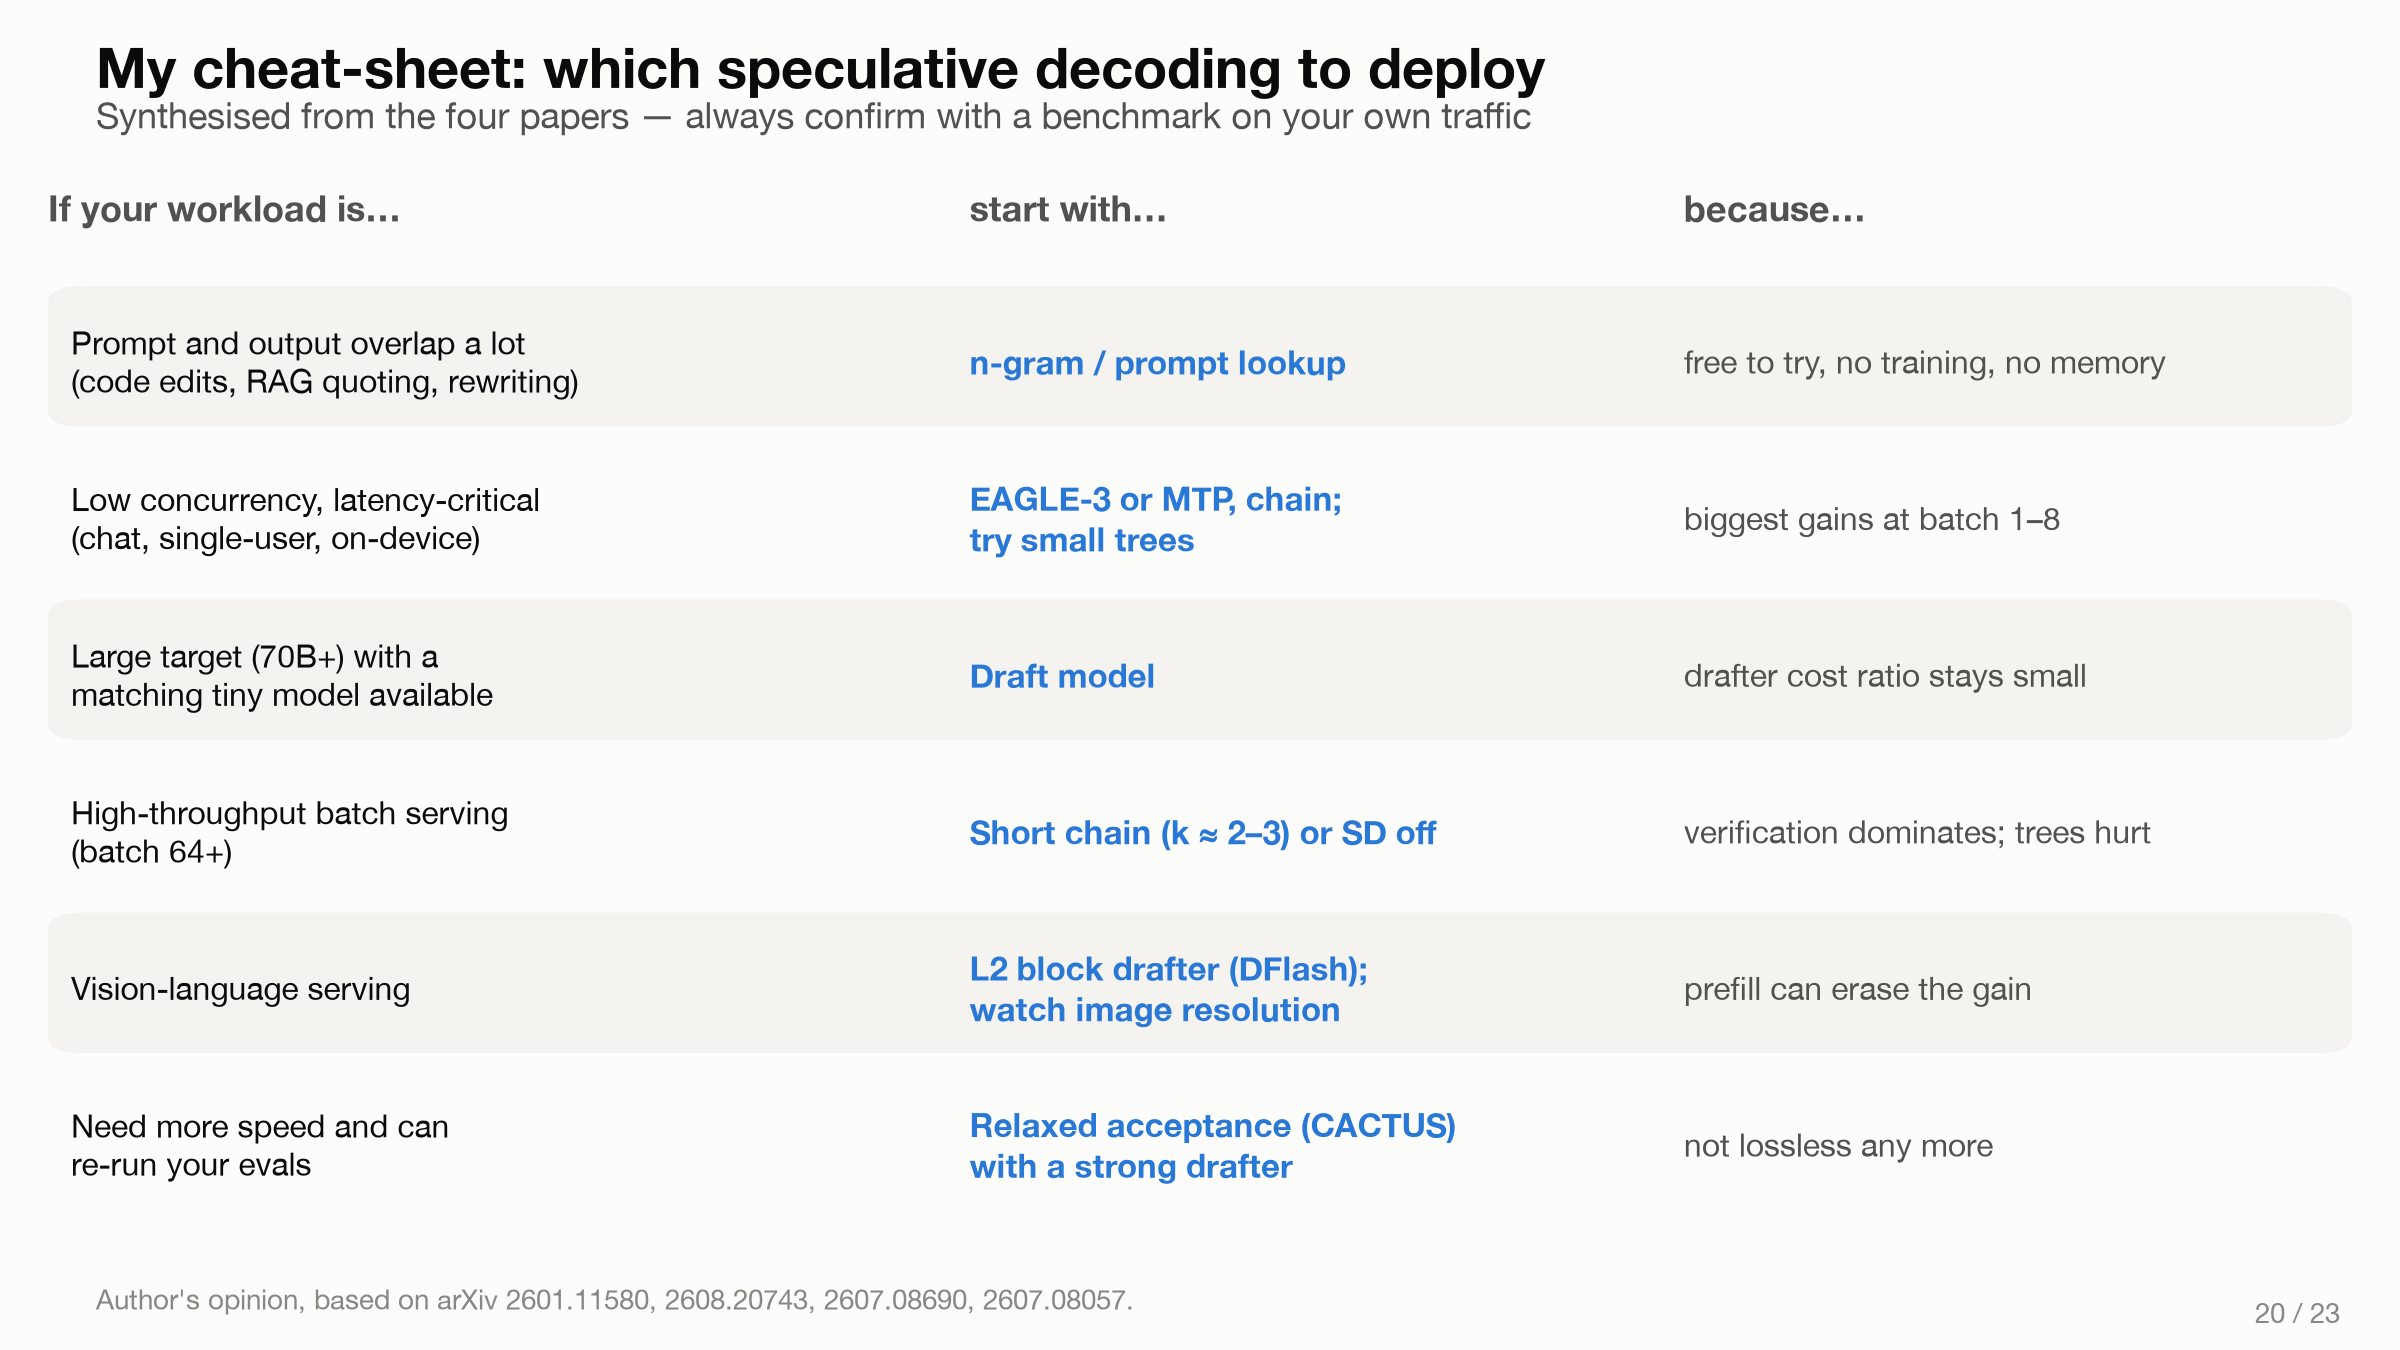 My cheat-sheet: which speculative decoding to deploy
Synthesised from the four papers — always confirm with a benchmark on your own traffic
If your workload is…
start with…
because…
Prompt and output overlap a lot
(code edits, RAG quoting, rewriting)
n-gram / prompt lookup
free to try, no training, no memory
Low concurrency, latency-critical
(chat, single-user, on-device)
EAGLE-3 or MTP, chain;
try small trees
biggest gains at batch 1–8
Large target (70B+) with a
matching tiny model available
Draft model
drafter cost ratio stays small
High-throughput batch serving
(batch 64+)
Short chain (k ≈ 2–3) or SD off
verification dominates; trees hurt
Vision-language serving
L2 block drafter (DFlash);
watch image resolution
prefill can erase the gain
Need more speed and can
re-run your evals
Relaxed acceptance (CACTUS)
with a strong drafter
not lossless any more
Author's opinion, based on arXiv 2601.11580, 2608.20743, 2607.08690, 2607.08057.
20 / 23